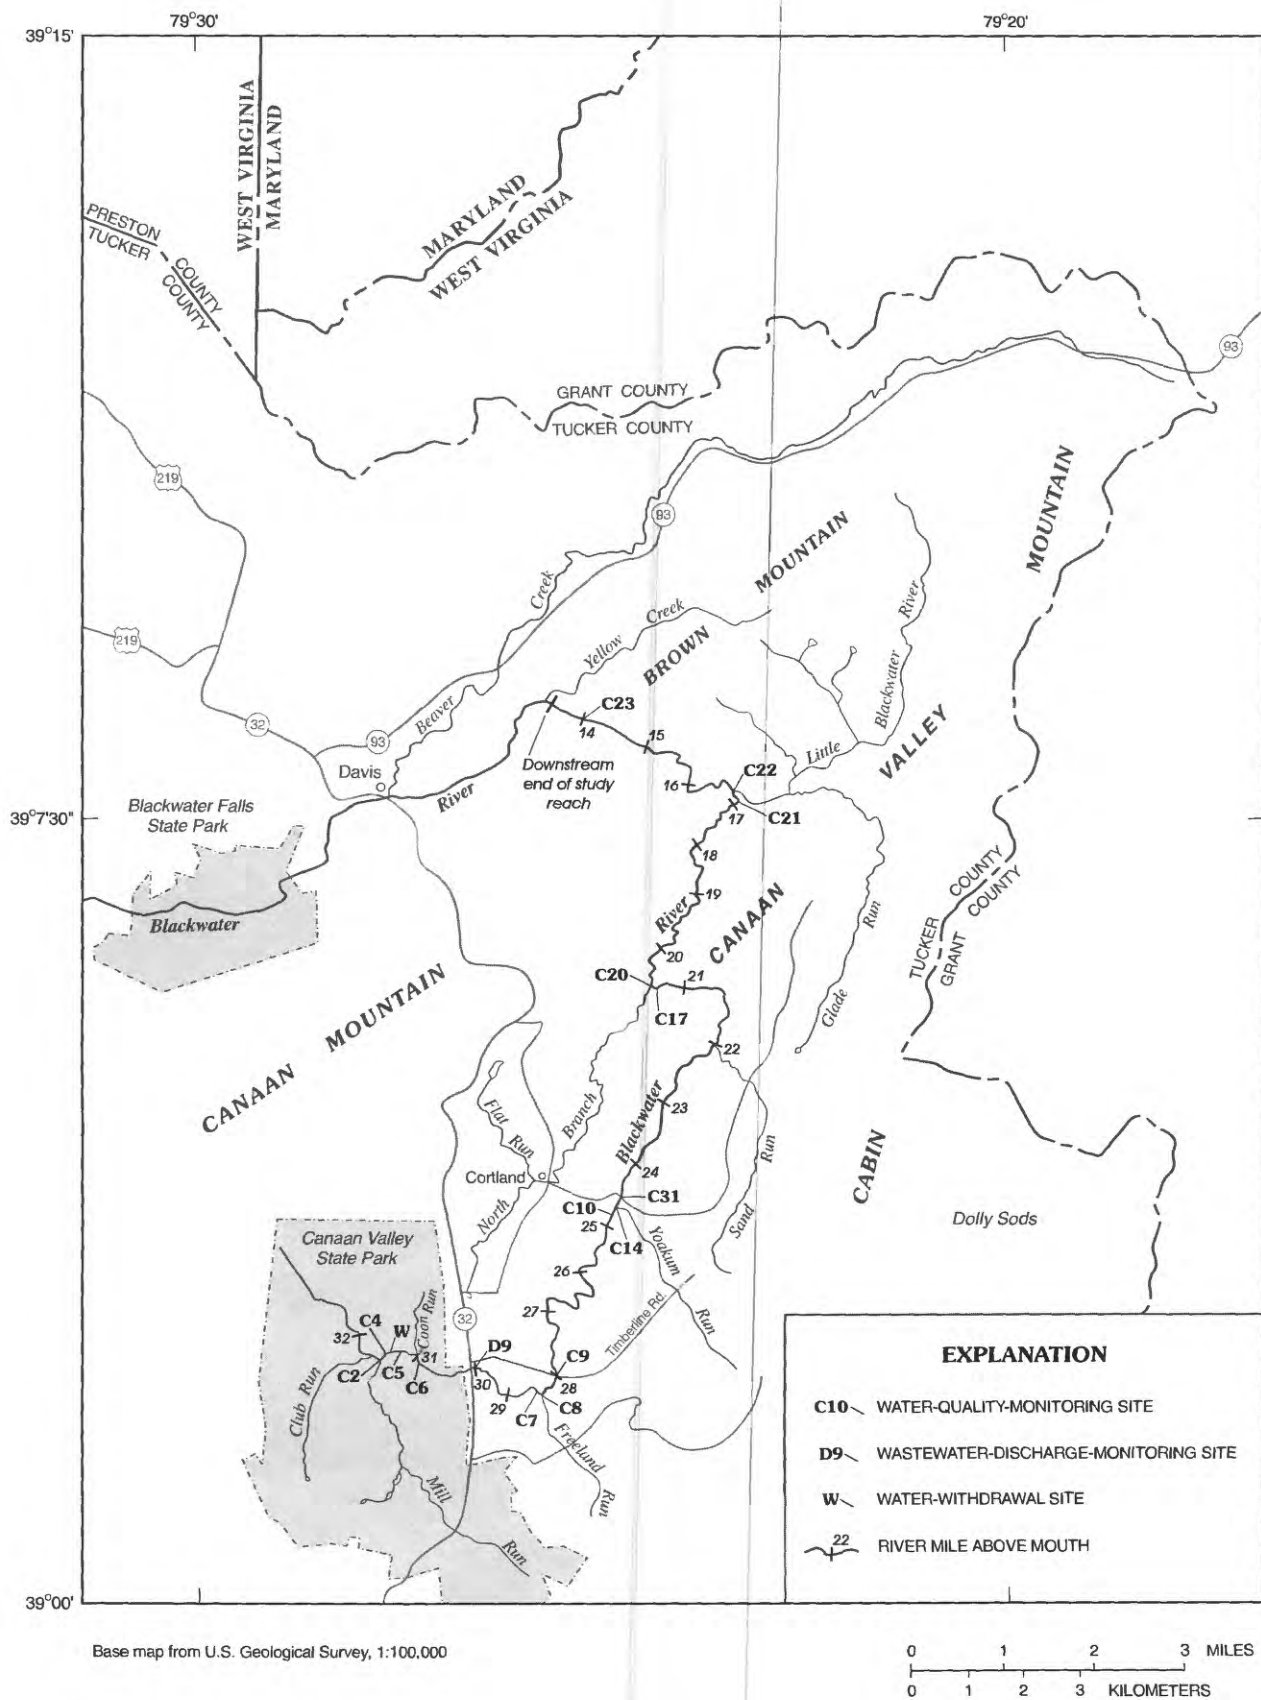 79°30'
79°20'
39°15'
WEST VIRGINIA
MARYLAND
MARYLAND
WEST VIRGINIA
PRESTON COUNTY
TUCKER COUNTY
93
GRANT COUNTY
TUCKER COUNTY
219
93
MOUNTAIN
MOUNTAIN
Creek
Creek
Yellow
BROWN
River
Blackwater
Little
219
32
93
Beaver
C23
14
15
Davis
Downstream
end of study
reach
River
16
C22
VALLEY
17
C21
39°7'30"
Blackwater Falls
State Park
18
19
Blackwater
River
CANAAN
Run
TUCKER COUNTY
GRANT COUNTY
20
C20
21
C17
Glade
CANAAN MOUNTAIN
22
Flat Run
Branch
Blackwater
23
24
Run
CABIN
Cortland
North
C31
C10
25
C14
Sand
Dolly Sods
Canaan Valley
State Park
Yoakum
Run
26
27
Timberline Rd.
32
Coon Run
C4
W
32
C5
31
C2
C6
D9
30
C9
28
29
C7
C8
Club Run
Freeland
Run
Mill
Run
EXPLANATION
C10 WATER-QUALITY-MONITORING SITE
D9 WASTEWATER-DISCHARGE-MONITORING SITE
W WATER-WITHDRAWAL SITE
22 RIVER MILE ABOVE MOUTH
39°00'
Base map from U.S. Geological Survey, 1:100,000
0 1 2 3 MILES
0 1 2 3 KILOMETERS